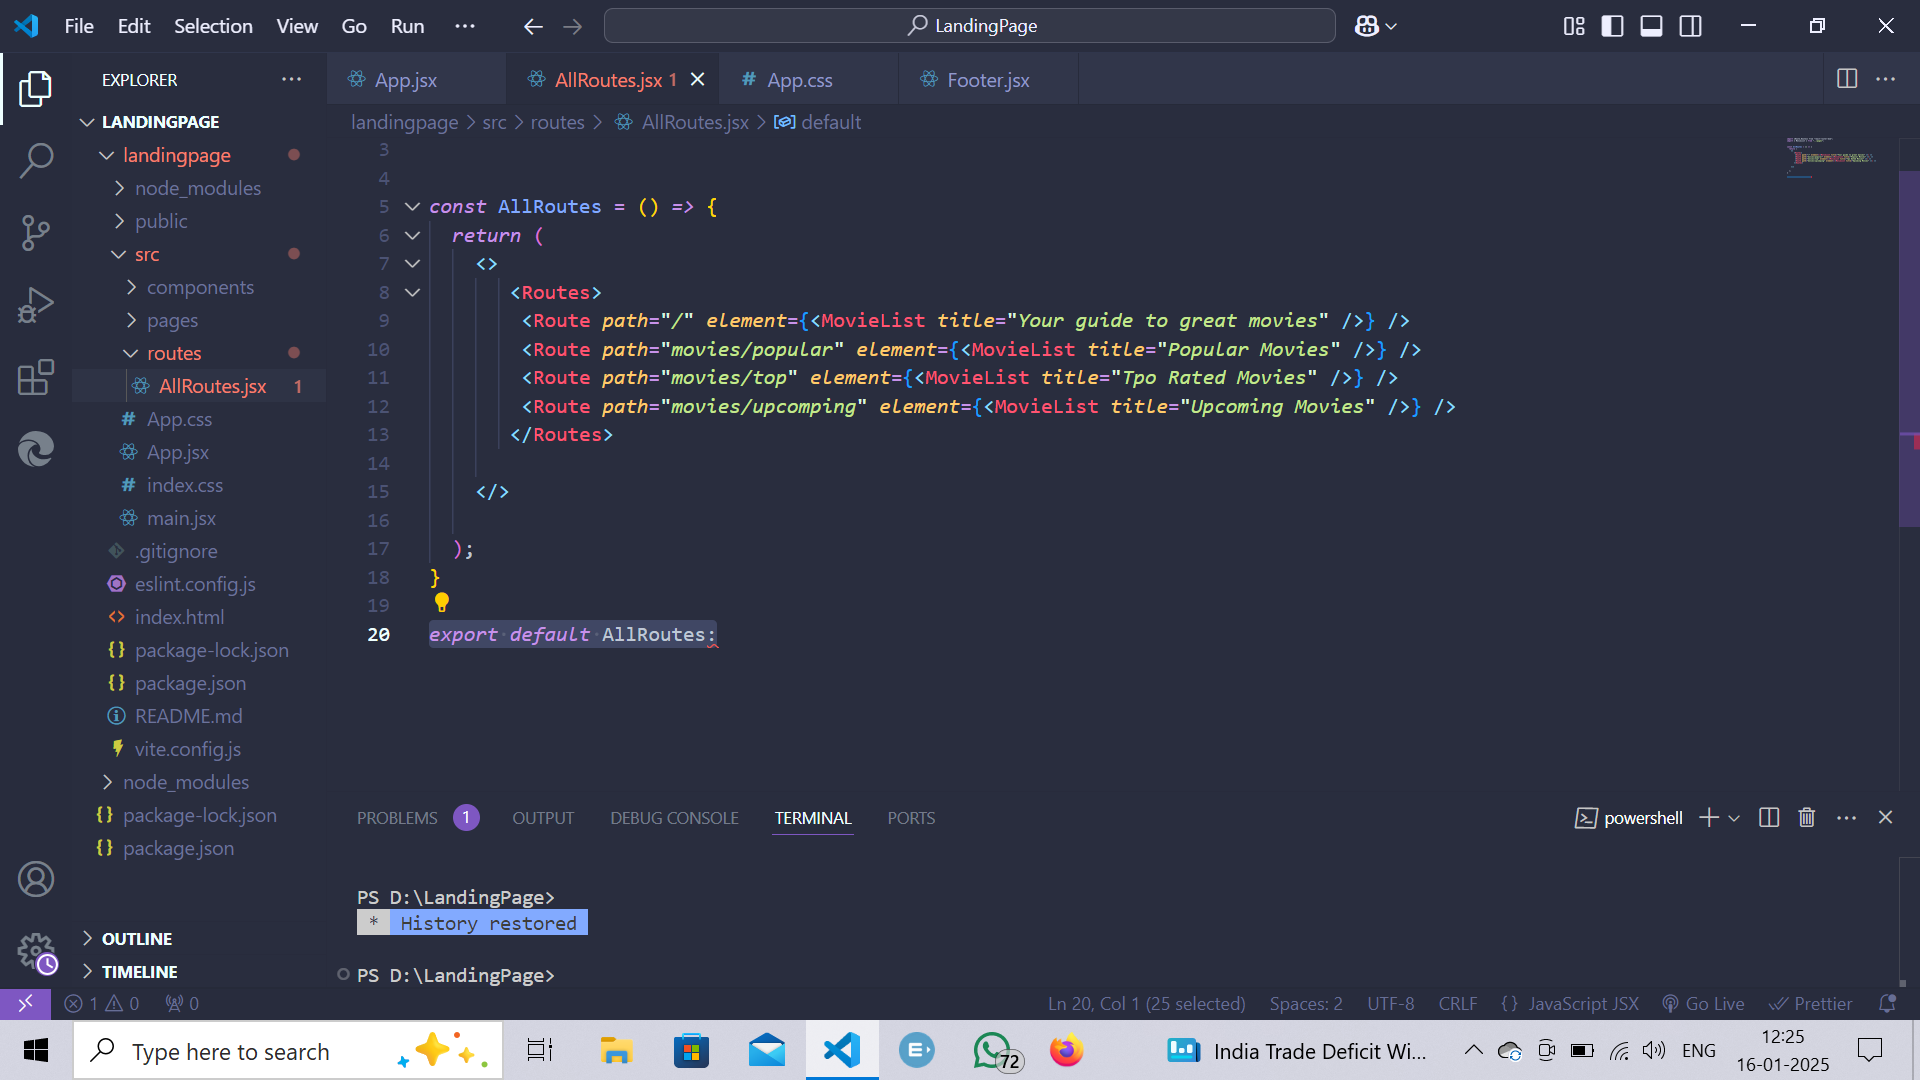 File Edit Selection View Go Run ··· LandingPage
EXPLORER ···
LANDINGPAGE
landingpage
node_modules
public
src
components
pages
routes
AllRoutes.jsx 1
# App.css
App.jsx
# index.css
main.jsx
.gitignore
eslint.config.js
<> index.html
{} package-lock.json
{} package.json
README.md
vite.config.js
node_modules
{} package-lock.json
{} package.json
OUTLINE
TIMELINE
App.jsx AllRoutes.jsx 1 # App.css Footer.jsx ···
landingpage > src > routes > AllRoutes.jsx > default
3
4
5 const AllRoutes = () => {
6 return (
7 <>
8 <Routes>
9 <Route path="/" element={<MovieList title="Your guide to great movies" />} />
10 <Route path="movies/popular" element={<MovieList title="Popular Movies" />} />
11 <Route path="movies/top" element={<MovieList title="Tpo Rated Movies" />} />
12 <Route path="movies/upcomping" element={<MovieList title="Upcoming Movies" />} />
13 </Routes>
14
15 </>
16
17 );
18 }
19
20 export default AllRoutes:
PROBLEMS 1 OUTPUT DEBUG CONSOLE TERMINAL PORTS powershell ···
PS D:\LandingPage>
* History restored
PS D:\LandingPage>
1 0 0 Ln 20, Col 1 (25 selected) Spaces: 2 UTF-8 CRLF {} JavaScript JSX Go Live Prettier
Type here to search E 72 India Trade Deficit Wi... ENG 12:25
16-01-2025